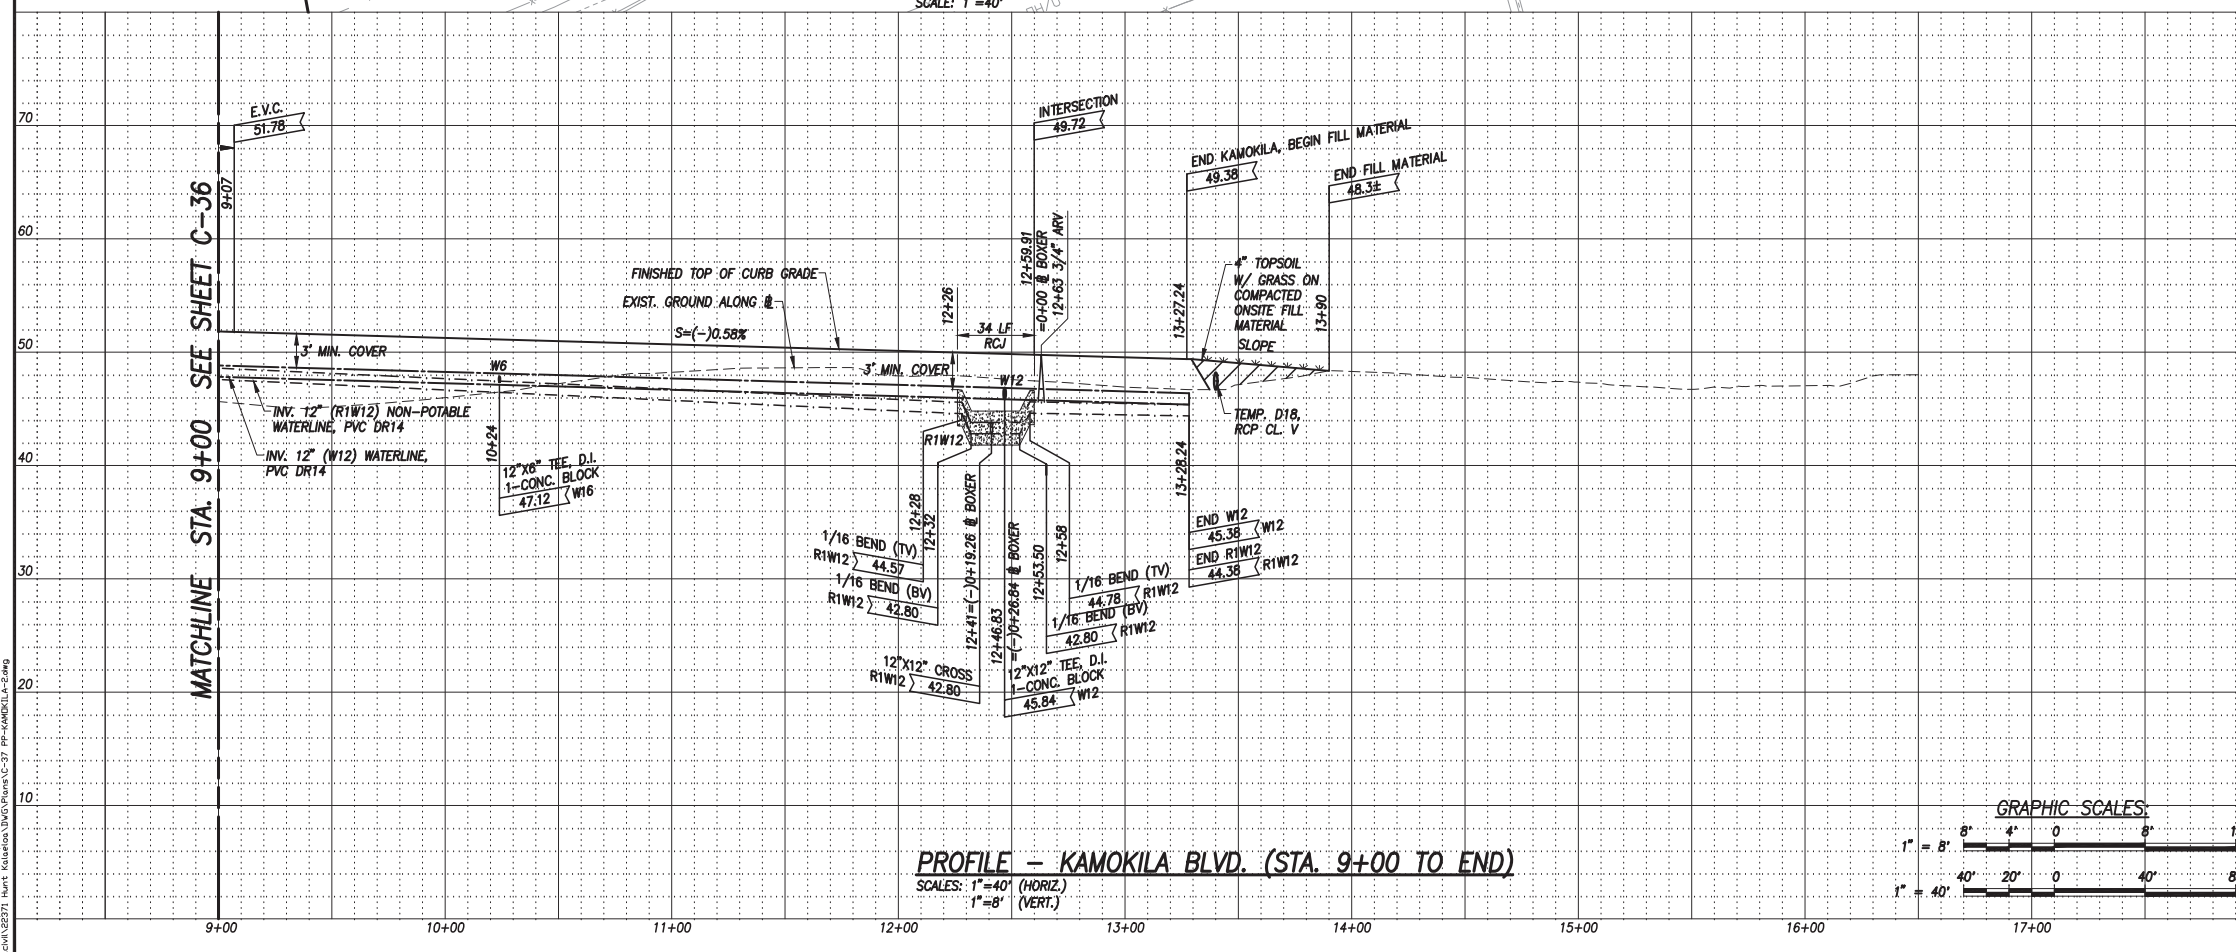 SCALE: 1"=40'
OH/U
70
60
50
40
30
20
10
E.V.C.
51.78
9+07
MATCHLINE STA. 9+00 SEE SHEET C-36
INTERSECTION
49.72
END KAMOKILA, BEGIN FILL MATERIAL
49.38
END FILL MATERIAL
48.3±
FINISHED TOP OF CURB GRADE
EXIST. GROUND ALONG ℄
S=(-)0.58%
3' MIN. COVER
W6
12+26
34 LF
RCJ
12+59.91
=0+00 ℄ BOXER
12+63 3/4" ARV
3' MIN. COVER
W12
13+27.24
4" TOPSOIL
W/ GRASS ON
COMPACTED
ONSITE FILL
MATERIAL
SLOPE
13+90
TEMP. D18,
RCP CL. V
INV. 12" (R1W12) NON-POTABLE
WATERLINE, PVC DR14
INV. 12" (W12) WATERLINE,
PVC DR14
10+24
12"X6" TEE, D.I.
1-CONC. BLOCK
47.12
W16
R1W12
12+28
12+32
1/16 BEND (TV)
R1W12
44.57
1/16 BEND (BV)
R1W12
42.80
12+41=(-)0+19.26 ℄ BOXER
12"X12" CROSS
R1W12
42.80
12+46.83
=(-)0+26.84 ℄ BOXER
12"X12" TEE, D.I.
1-CONC. BLOCK
45.84
W12
12+53.50
12+58
1/16 BEND (TV)
44.78
R1W12
1/16 BEND (BV)
42.80
R1W12
13+28.24
END W12
45.38
W12
END R1W12
44.38
R1W12
PROFILE - KAMOKILA BLVD. (STA. 9+00 TO END)
SCALES: 1"=40' (HORIZ.)
1"=8' (VERT.)
GRAPHIC SCALES:
8' 4' 0 8'
1" = 8'
40' 20' 0 40'
1" = 40'
9+00 10+00 11+00 12+00 13+00 14+00 15+00 16+00 17+00
civil\22371 Hunt Kalaeloa\DWG\Plans\C-37 PP-KAMOKILA-2.dwg